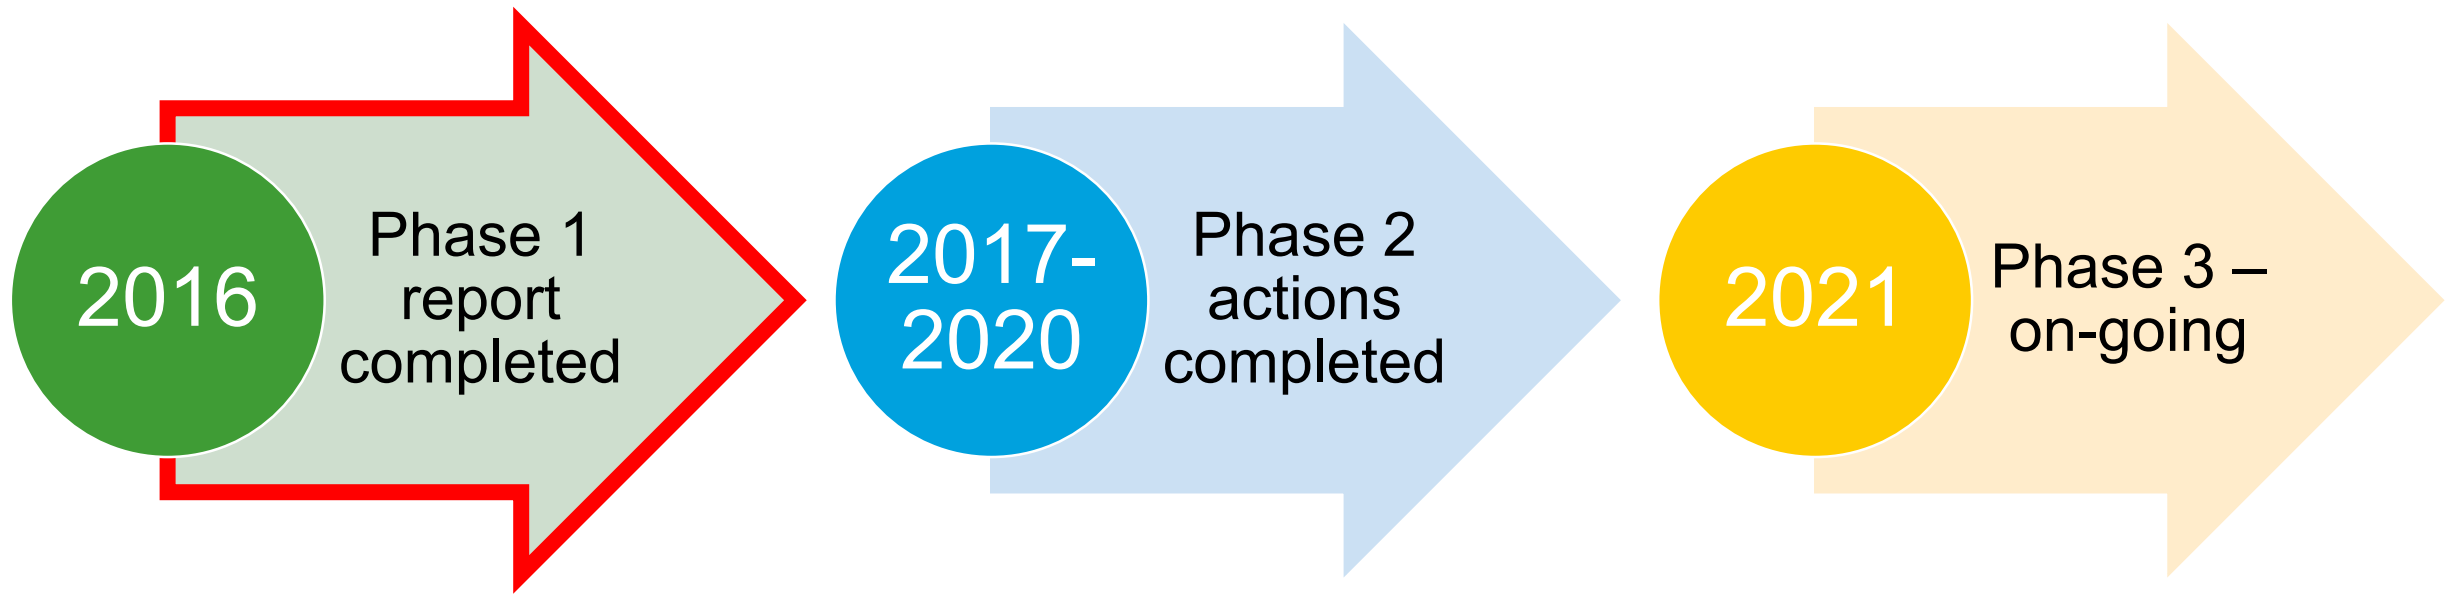 2016
Phase 1
report
completed
2017-
2020
Phase 2
actions
completed
2021
Phase 3 –
on-going